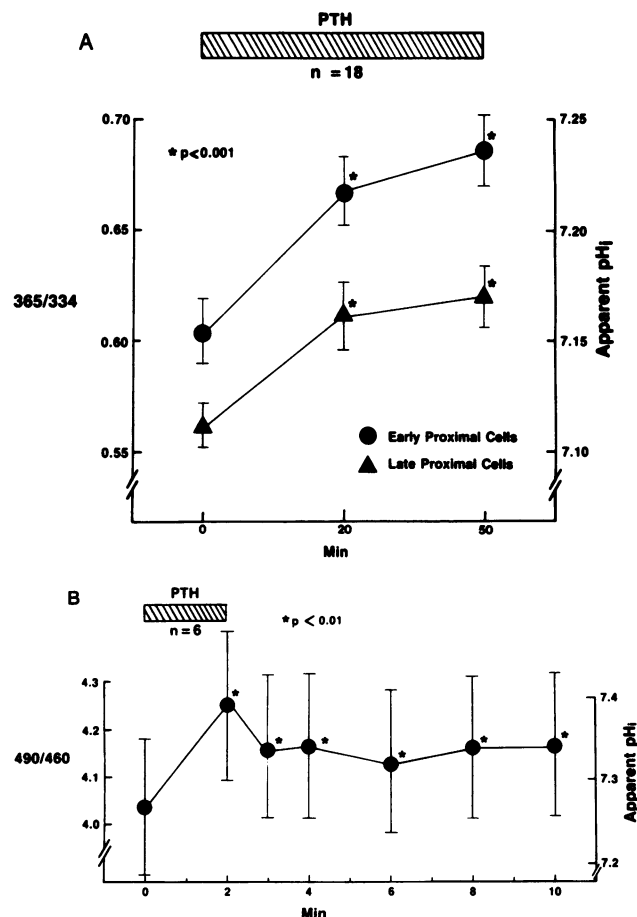 A
PTH
n = 18
0.70
0.65
365/334
0.60
0.55
* p<0.001
7.25
7.20
Apparent pHi
7.15
7.10
Early Proximal Cells
Late Proximal Cells
0
20
50
Min
B
PTH
n = 6
* p < 0.01
4.3
4.2
490/460
4.1
4.0
7.4
7.3
Apparent pHi
7.2
0
2
4
6
8
10
Min